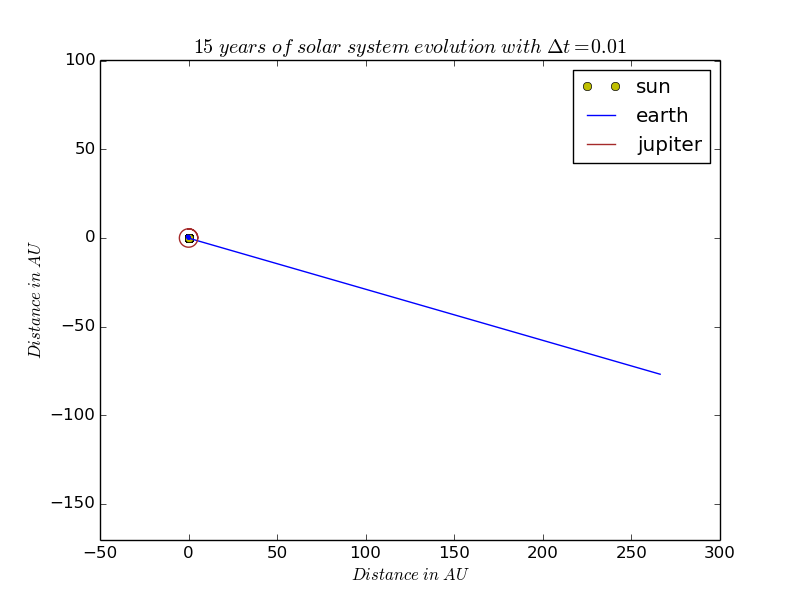 15 years of solar system evolution with Δt=0.01
100
50
0
−50
−100
−150
−50
0
50
100
150
200
250
300
Distance in AU
Distance in AU
sun
earth
jupiter